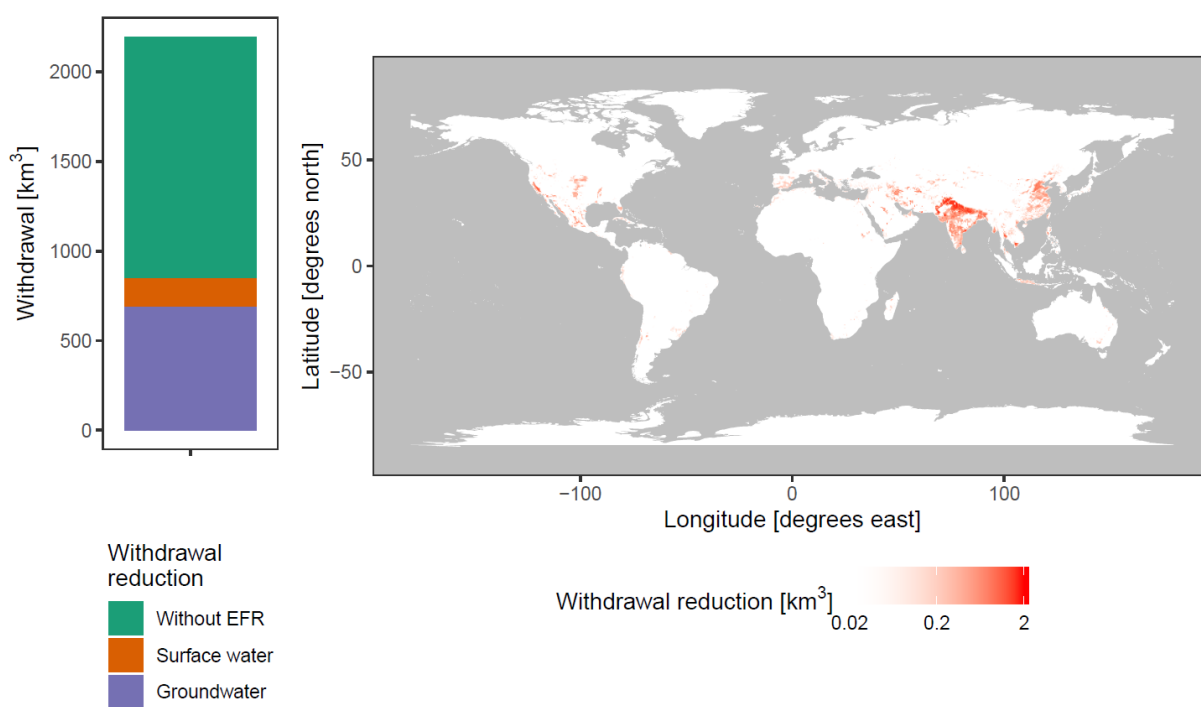 Withdrawal [km³]
2000
1500
1000
500
0
Latitude [degrees north]
50
0
−50
−100
0
100
Longitude [degrees east]
Withdrawal
reduction
Without EFR
Surface water
Groundwater
Withdrawal reduction [km³]
0.02
0.2
2